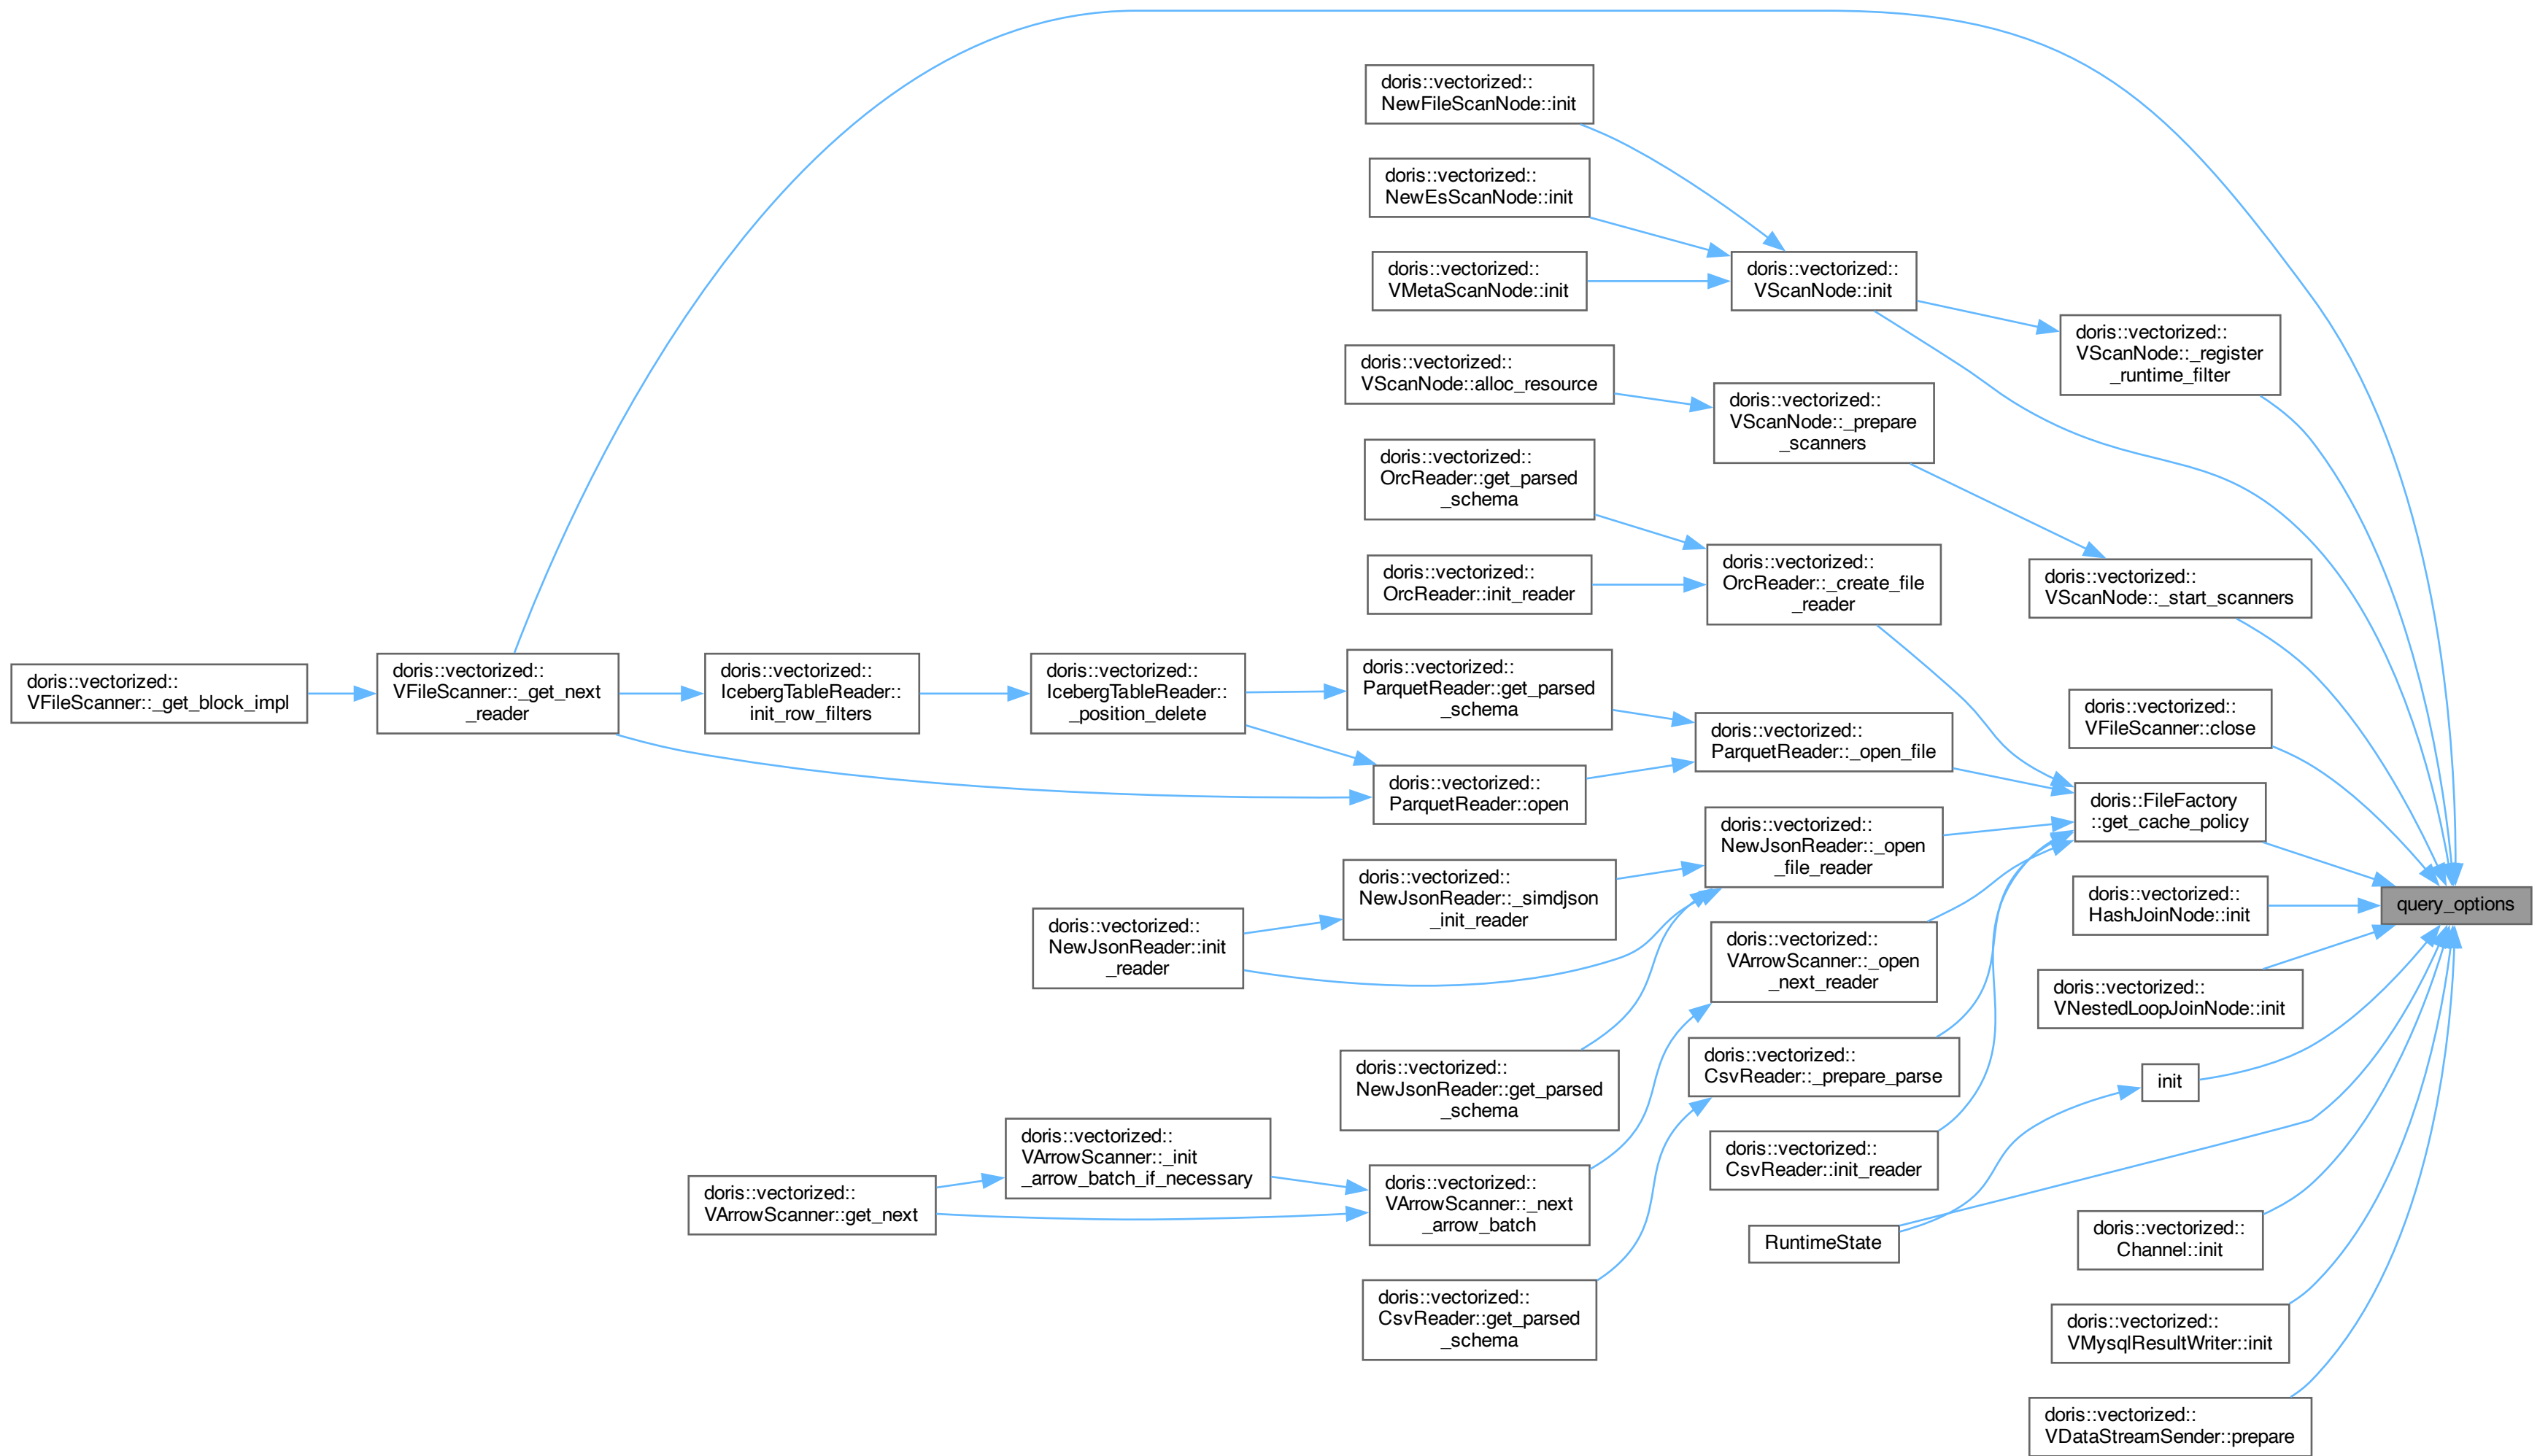 doris::vectorized::
NewFileScanNode::init
doris::vectorized::
NewEsScanNode::init
doris::vectorized::
VMetaScanNode::init
doris::vectorized::
VScanNode::init
doris::vectorized::
VScanNode::_register
_runtime_filter
doris::vectorized::
VScanNode::alloc_resource
doris::vectorized::
VScanNode::_prepare
_scanners
doris::vectorized::
OrcReader::get_parsed
_schema
doris::vectorized::
OrcReader::init_reader
doris::vectorized::
OrcReader::_create_file
_reader
doris::vectorized::
VScanNode::_start_scanners
doris::vectorized::
VFileScanner::_get_block_impl
doris::vectorized::
VFileScanner::_get_next
_reader
doris::vectorized::
IcebergTableReader::
init_row_filters
doris::vectorized::
IcebergTableReader::
_position_delete
doris::vectorized::
ParquetReader::get_parsed
_schema
doris::vectorized::
ParquetReader::_open_file
doris::vectorized::
ParquetReader::open
doris::vectorized::
VFileScanner::close
doris::FileFactory
::get_cache_policy
doris::vectorized::
NewJsonReader::_open
_file_reader
doris::vectorized::
NewJsonReader::_simdjson
_init_reader
doris::vectorized::
NewJsonReader::init
_reader
doris::vectorized::
HashJoinNode::init
query_options
doris::vectorized::
VArrowScanner::_open
_next_reader
doris::vectorized::
VNestedLoopJoinNode::init
doris::vectorized::
NewJsonReader::get_parsed
_schema
doris::vectorized::
CsvReader::_prepare_parse
init
doris::vectorized::
VArrowScanner::_init
_arrow_batch_if_necessary
doris::vectorized::
VArrowScanner::get_next
doris::vectorized::
VArrowScanner::_next
_arrow_batch
doris::vectorized::
CsvReader::init_reader
RuntimeState
doris::vectorized::
Channel::init
doris::vectorized::
CsvReader::get_parsed
_schema
doris::vectorized::
VMysqlResultWriter::init
doris::vectorized::
VDataStreamSender::prepare